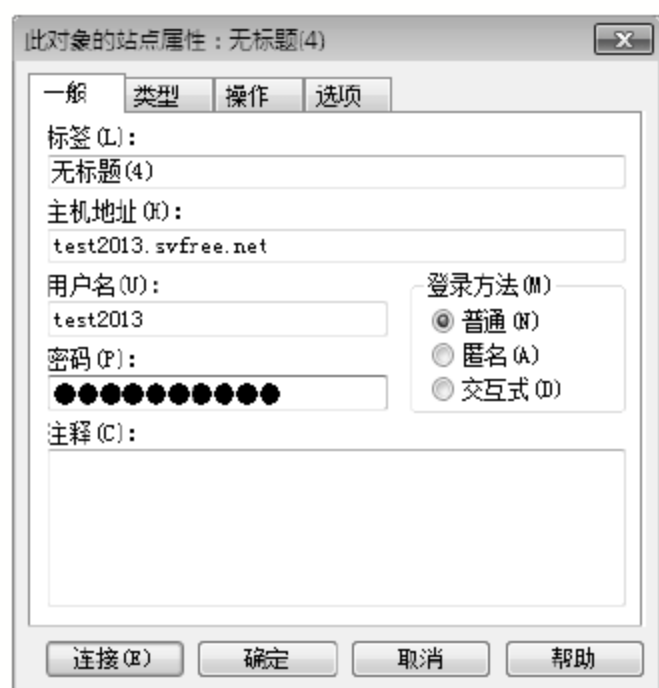 此对象的站点属性：无标题(4)
一般 类型 操作 选项
标签(L)：
无标题(4)
主机地址(H)：
test2013.svfree.net
用户名(U)： 登录方法(M)
test2013 普通(N)
密码(P)： 匿名(A)
●●●●●●●●●● 交互式(D)
注释(C)：
连接(E) 确定 取消 帮助